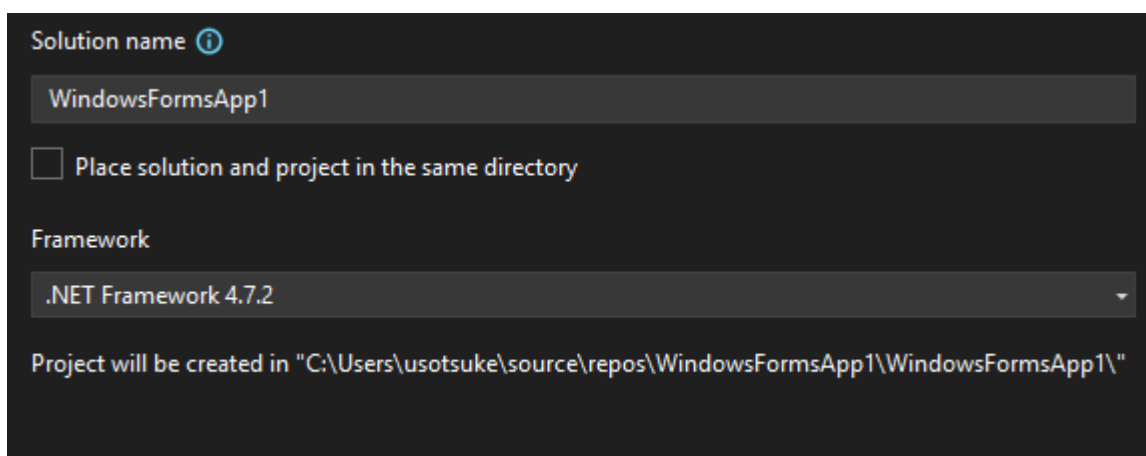 Solution name
WindowsFormsApp1
Place solution and project in the same directory
Framework
.NET Framework 4.7.2
Project will be created in "C:\Users\usotsuke\source\repos\WindowsFormsApp1\WindowsFormsApp1\"